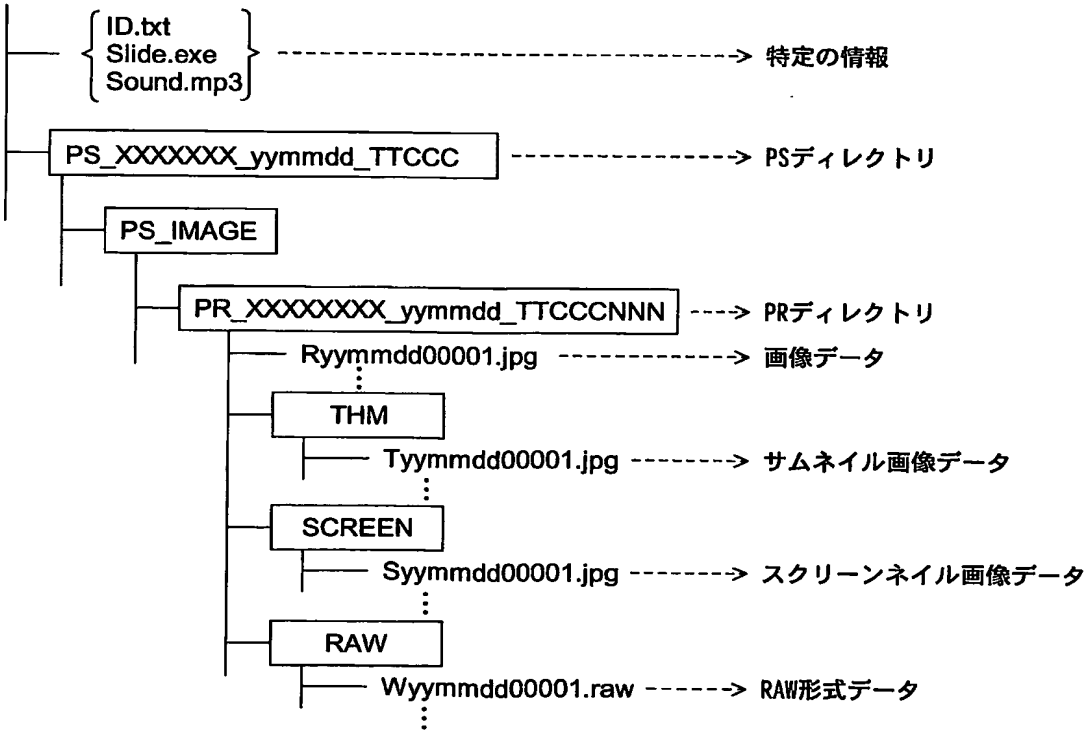 ID.txt
Slide.exe
Sound.mp3
特定の情報
PS_XXXXXXX_yymmdd_TTCCC
PSディレクトリ
PS_IMAGE
PR_XXXXXXXX_yymmdd_TTCCCNNN
PRディレクトリ
Ryymmdd00001.jpg
画像データ
THM
Tyymmdd00001.jpg
サムネイル画像データ
SCREEN
Syymmdd00001.jpg
スクリーンネイル画像データ
RAW
Wyymmdd00001.raw
RAW形式データ